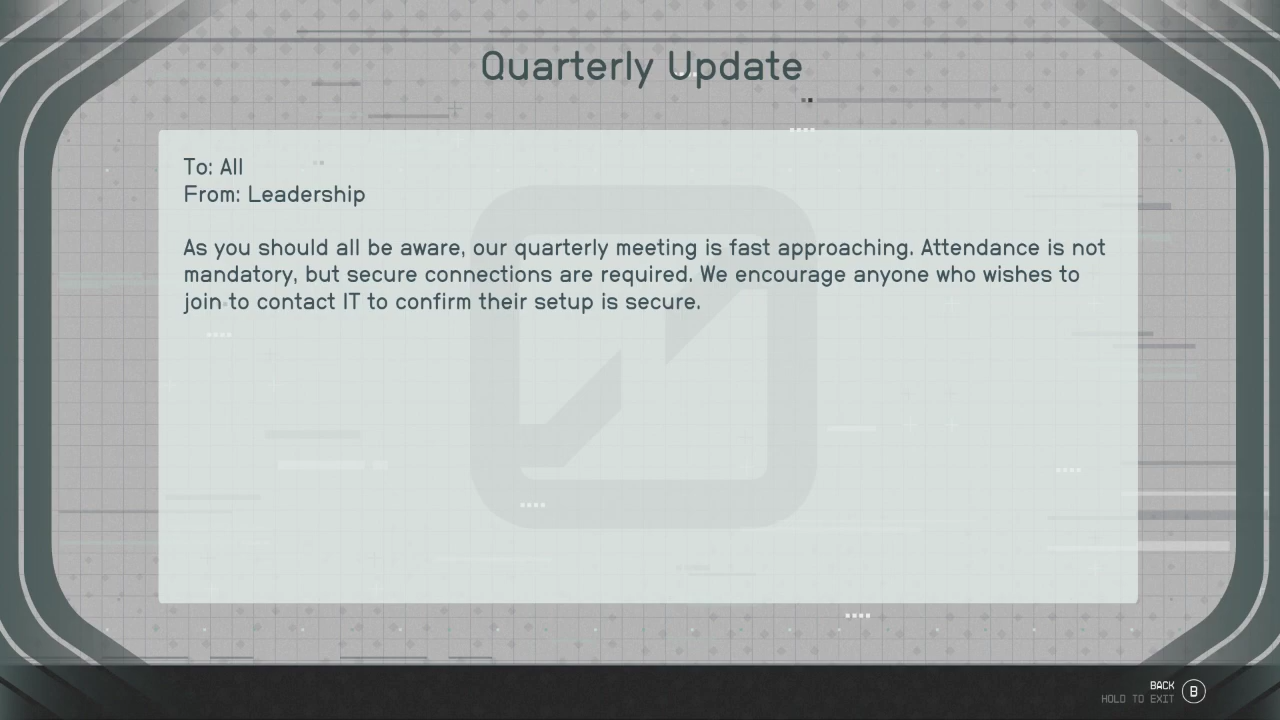 Quarterly Update
To: All
From: Leadership
As you should all be aware, our quarterly meeting is fast approaching. Attendance is not
mandatory, but secure connections are required. We encourage anyone who wishes to
join to contact IT to confirm their setup is secure.
BACK
HOLD TO EXIT
B